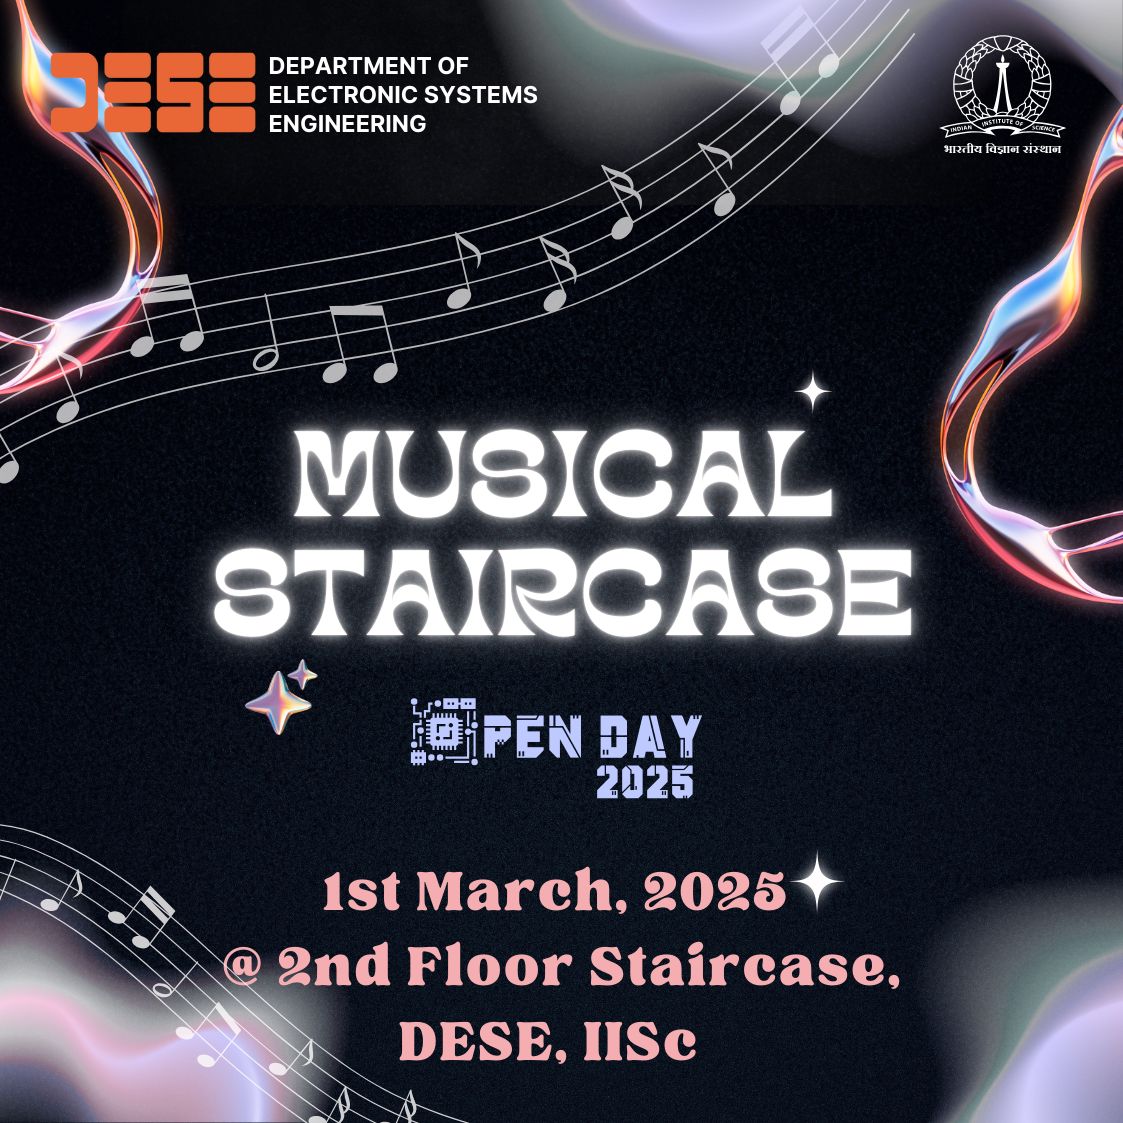 DESE
DEPARTMENT OF
ELECTRONIC SYSTEMS
ENGINEERING
INDIAN INSTITUTE OF SCIENCE
भारतीय विज्ञान संस्थान
MUSICAL
STAIRCASE
OPEN DAY
2025
1st March, 2025
@ 2nd Floor Staircase,
DESE, IISc